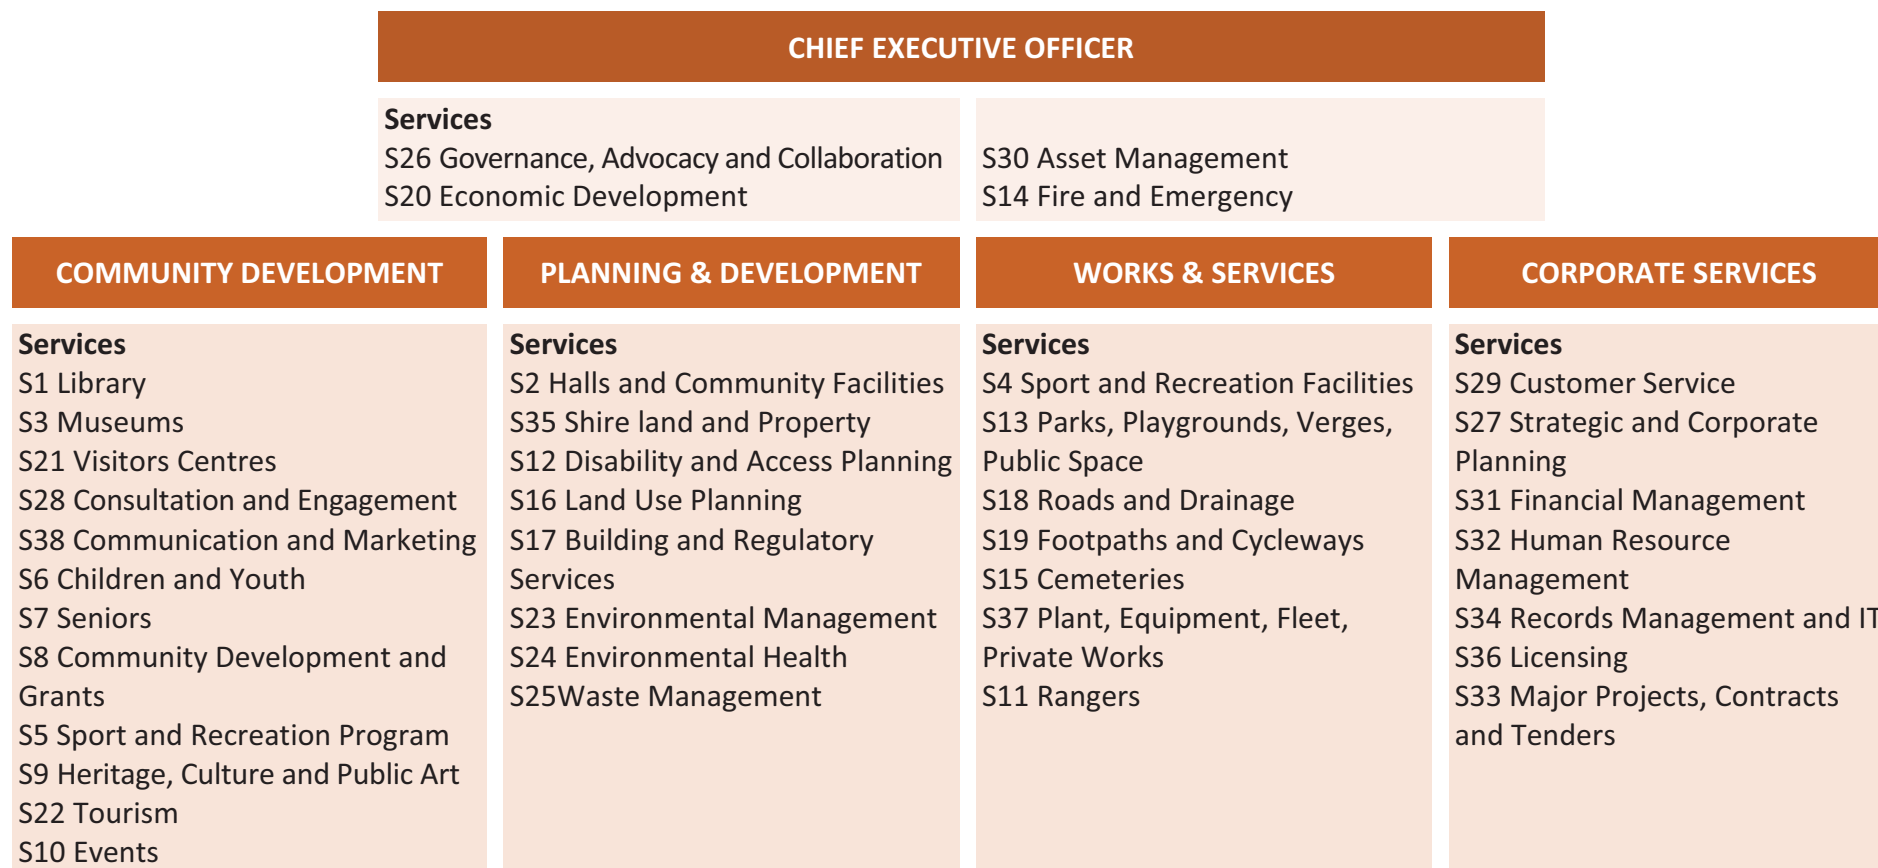 CHIEF EXECUTIVE OFFICER
Services
S26 Governance, Advocacy and Collaboration
S20 Economic Development
S30 Asset Management
S14 Fire and Emergency
COMMUNITY DEVELOPMENT
Services
S1 Library
S3 Museums
S21 Visitors Centres
S28 Consultation and Engagement
S38 Communication and Marketing
S6 Children and Youth
S7 Seniors
S8 Community Development and
Grants
S5 Sport and Recreation Program
S9 Heritage, Culture and Public Art
S22 Tourism
S10 Events
PLANNING & DEVELOPMENT
Services
S2 Halls and Community Facilities
S35 Shire land and Property
S12 Disability and Access Planning
S16 Land Use Planning
S17 Building and Regulatory
Services
S23 Environmental Management
S24 Environmental Health
S25Waste Management
WORKS & SERVICES
Services
S4 Sport and Recreation Facilities
S13 Parks, Playgrounds, Verges,
Public Space
S18 Roads and Drainage
S19 Footpaths and Cycleways
S15 Cemeteries
S37 Plant, Equipment, Fleet,
Private Works
S11 Rangers
CORPORATE SERVICES
Services
S29 Customer Service
S27 Strategic and Corporate
Planning
S31 Financial Management
S32 Human Resource
Management
S34 Records Management and IT
S36 Licensing
S33 Major Projects, Contracts
and Tenders